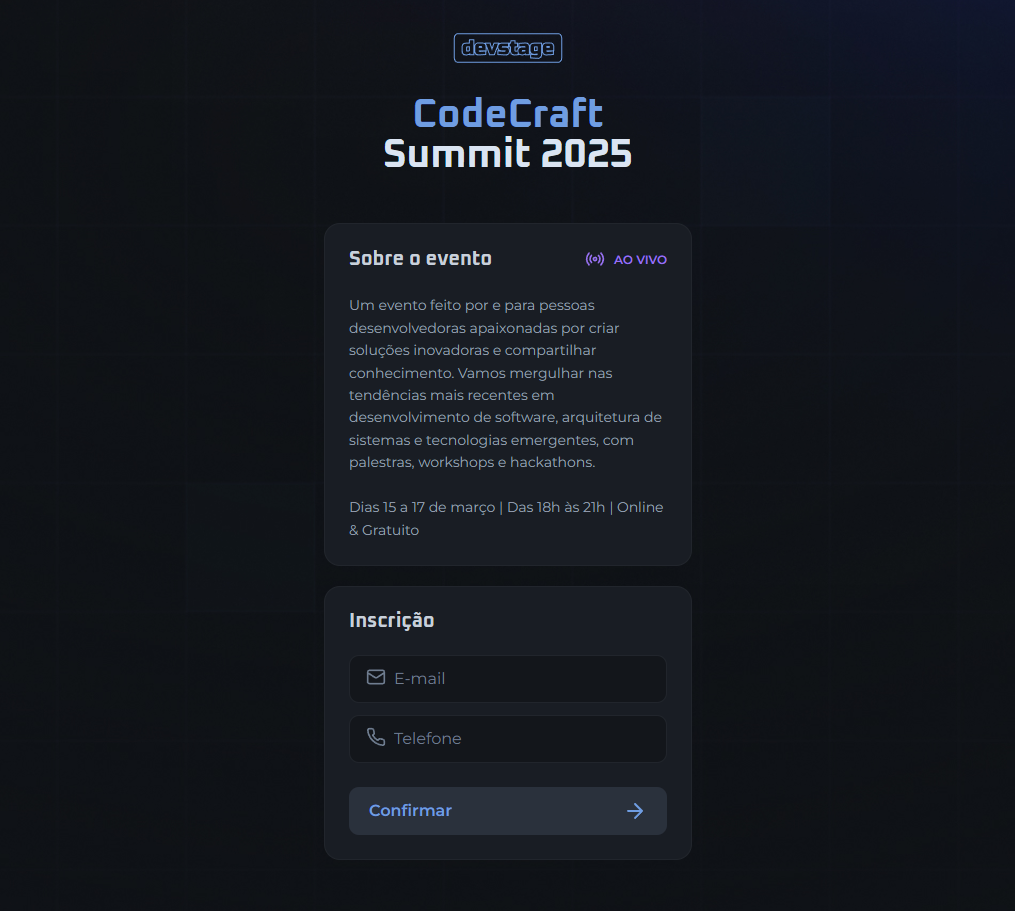 devstage
CodeCraft
Summit 2025
Sobre o evento
AO VIVO
Um evento feito por e para pessoas
desenvolvedoras apaixonadas por criar
soluções inovadoras e compartilhar
conhecimento. Vamos mergulhar nas
tendências mais recentes em
desenvolvimento de software, arquitetura de
sistemas e tecnologias emergentes, com
palestras, workshops e hackathons.
Dias 15 a 17 de março | Das 18h às 21h | Online
& Gratuito
Inscrição
E-mail
Telefone
Confirmar